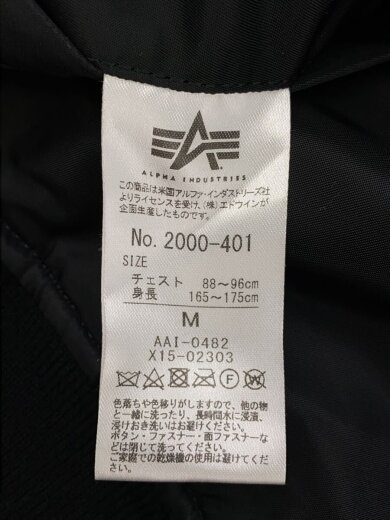 ALPHA INDUSTRIES
この商品は米国アルファ・インダストリーズ社
よりライセンスを受け、(株)エドウインが
企画生産したものです。
No. 2000-401
SIZE
チェスト 88～96cm
身長 165～175cm
M
AAI-0482
X15-02303
色落ちや色移りがしますので、他の物
と一緒に洗ったり、長時間水に浸漬、
浸けおき洗いはお避けください。
ボタン・ファスナー・面ファスナーな
どは閉じて洗ってください。
ご家庭での乾燥機の使用は避けてくだ
さい。